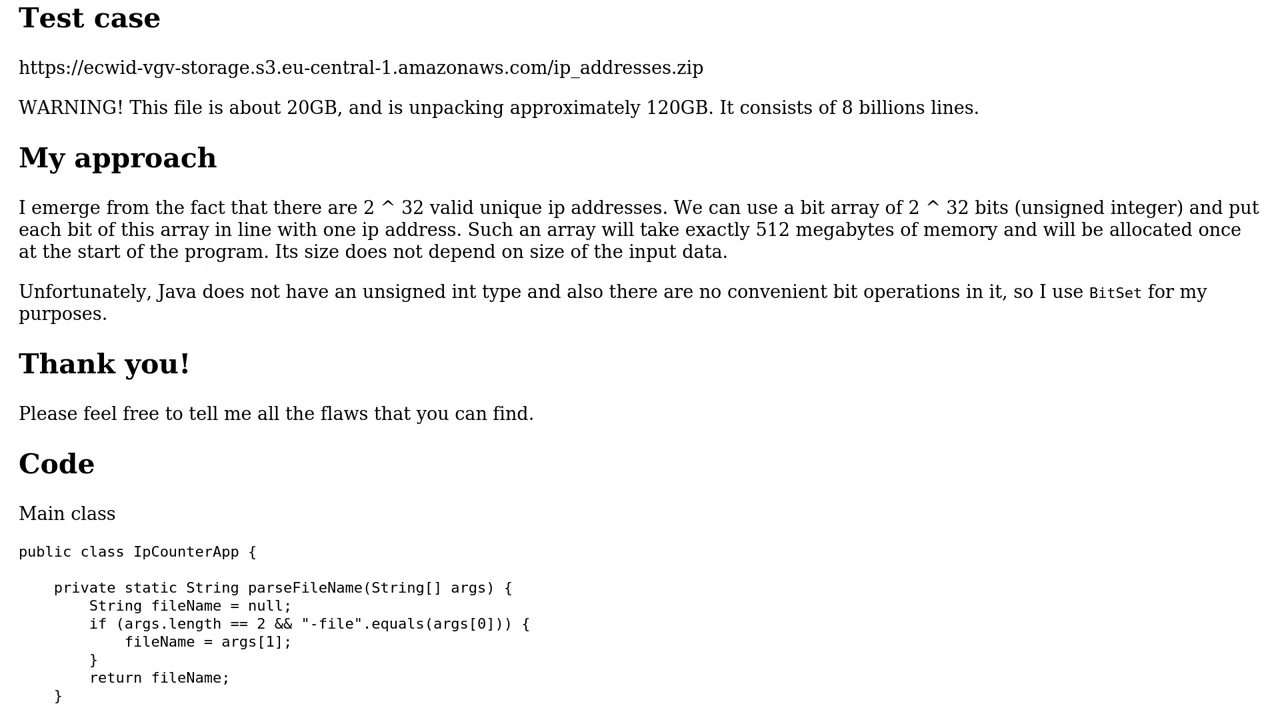 Test case
https://ecwid-vgv-storage.s3.eu-central-1.amazonaws.com/ip_addresses.zip
WARNING! This file is about 20GB, and is unpacking approximately 120GB. It consists of 8 billions lines.
My approach
I emerge from the fact that there are 2 ^ 32 valid unique ip addresses. We can use a bit array of 2 ^ 32 bits (unsigned integer) and put
each bit of this array in line with one ip address. Such an array will take exactly 512 megabytes of memory and will be allocated once
at the start of the program. Its size does not depend on size of the input data.
Unfortunately, Java does not have an unsigned int type and also there are no convenient bit operations in it, so I use BitSet for my
purposes.
Thank you!
Please feel free to tell me all the flaws that you can find.
Code
Main class
public class IpCounterApp {
    private static String parseFileName(String[] args) {
        String fileName = null;
        if (args.length == 2 && "-file".equals(args[0])) {
            fileName = args[1];
        }
        return fileName;
    }